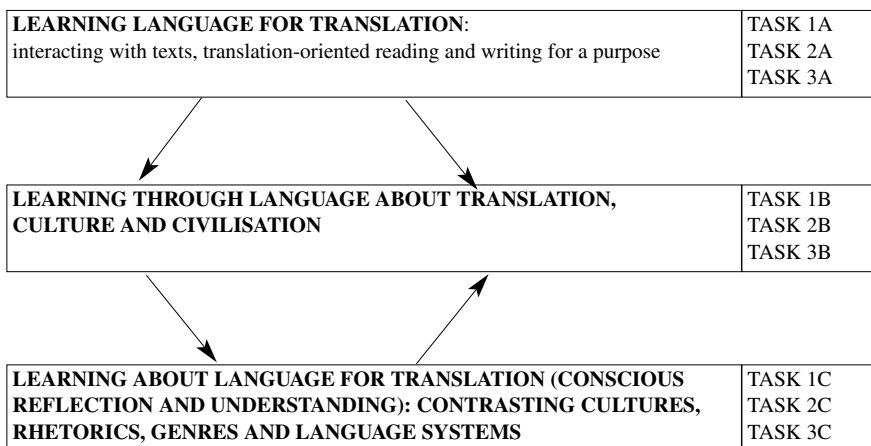 LEARNING LANGUAGE FOR TRANSLATION:
interacting with texts, translation-oriented reading and writing for a purpose
TASK 1A
TASK 2A
TASK 3A
LEARNING THROUGH LANGUAGE ABOUT TRANSLATION,
CULTURE AND CIVILISATION
TASK 1B
TASK 2B
TASK 3B
LEARNING ABOUT LANGUAGE FOR TRANSLATION (CONSCIOUS
REFLECTION AND UNDERSTANDING): CONTRASTING CULTURES,
RHETORICS, GENRES AND LANGUAGE SYSTEMS
TASK 1C
TASK 2C
TASK 3C